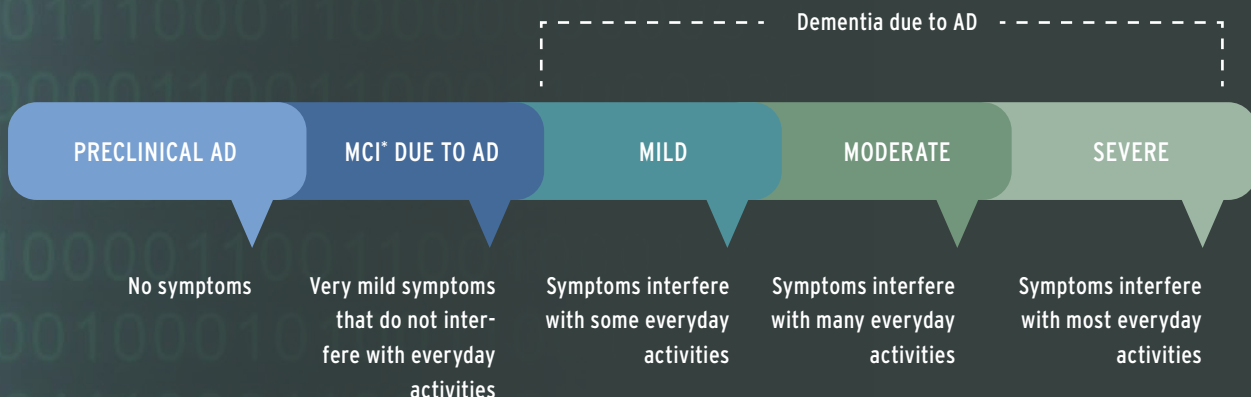 Dementia due to AD
PRECLINICAL AD
MCI* DUE TO AD
MILD
MODERATE
SEVERE
No symptoms
Very mild symptoms
that do not inter-
fere with everyday
activities
Symptoms interfere
with some everyday
activities
Symptoms interfere
with many everyday
activities
Symptoms interfere
with most everyday
activities